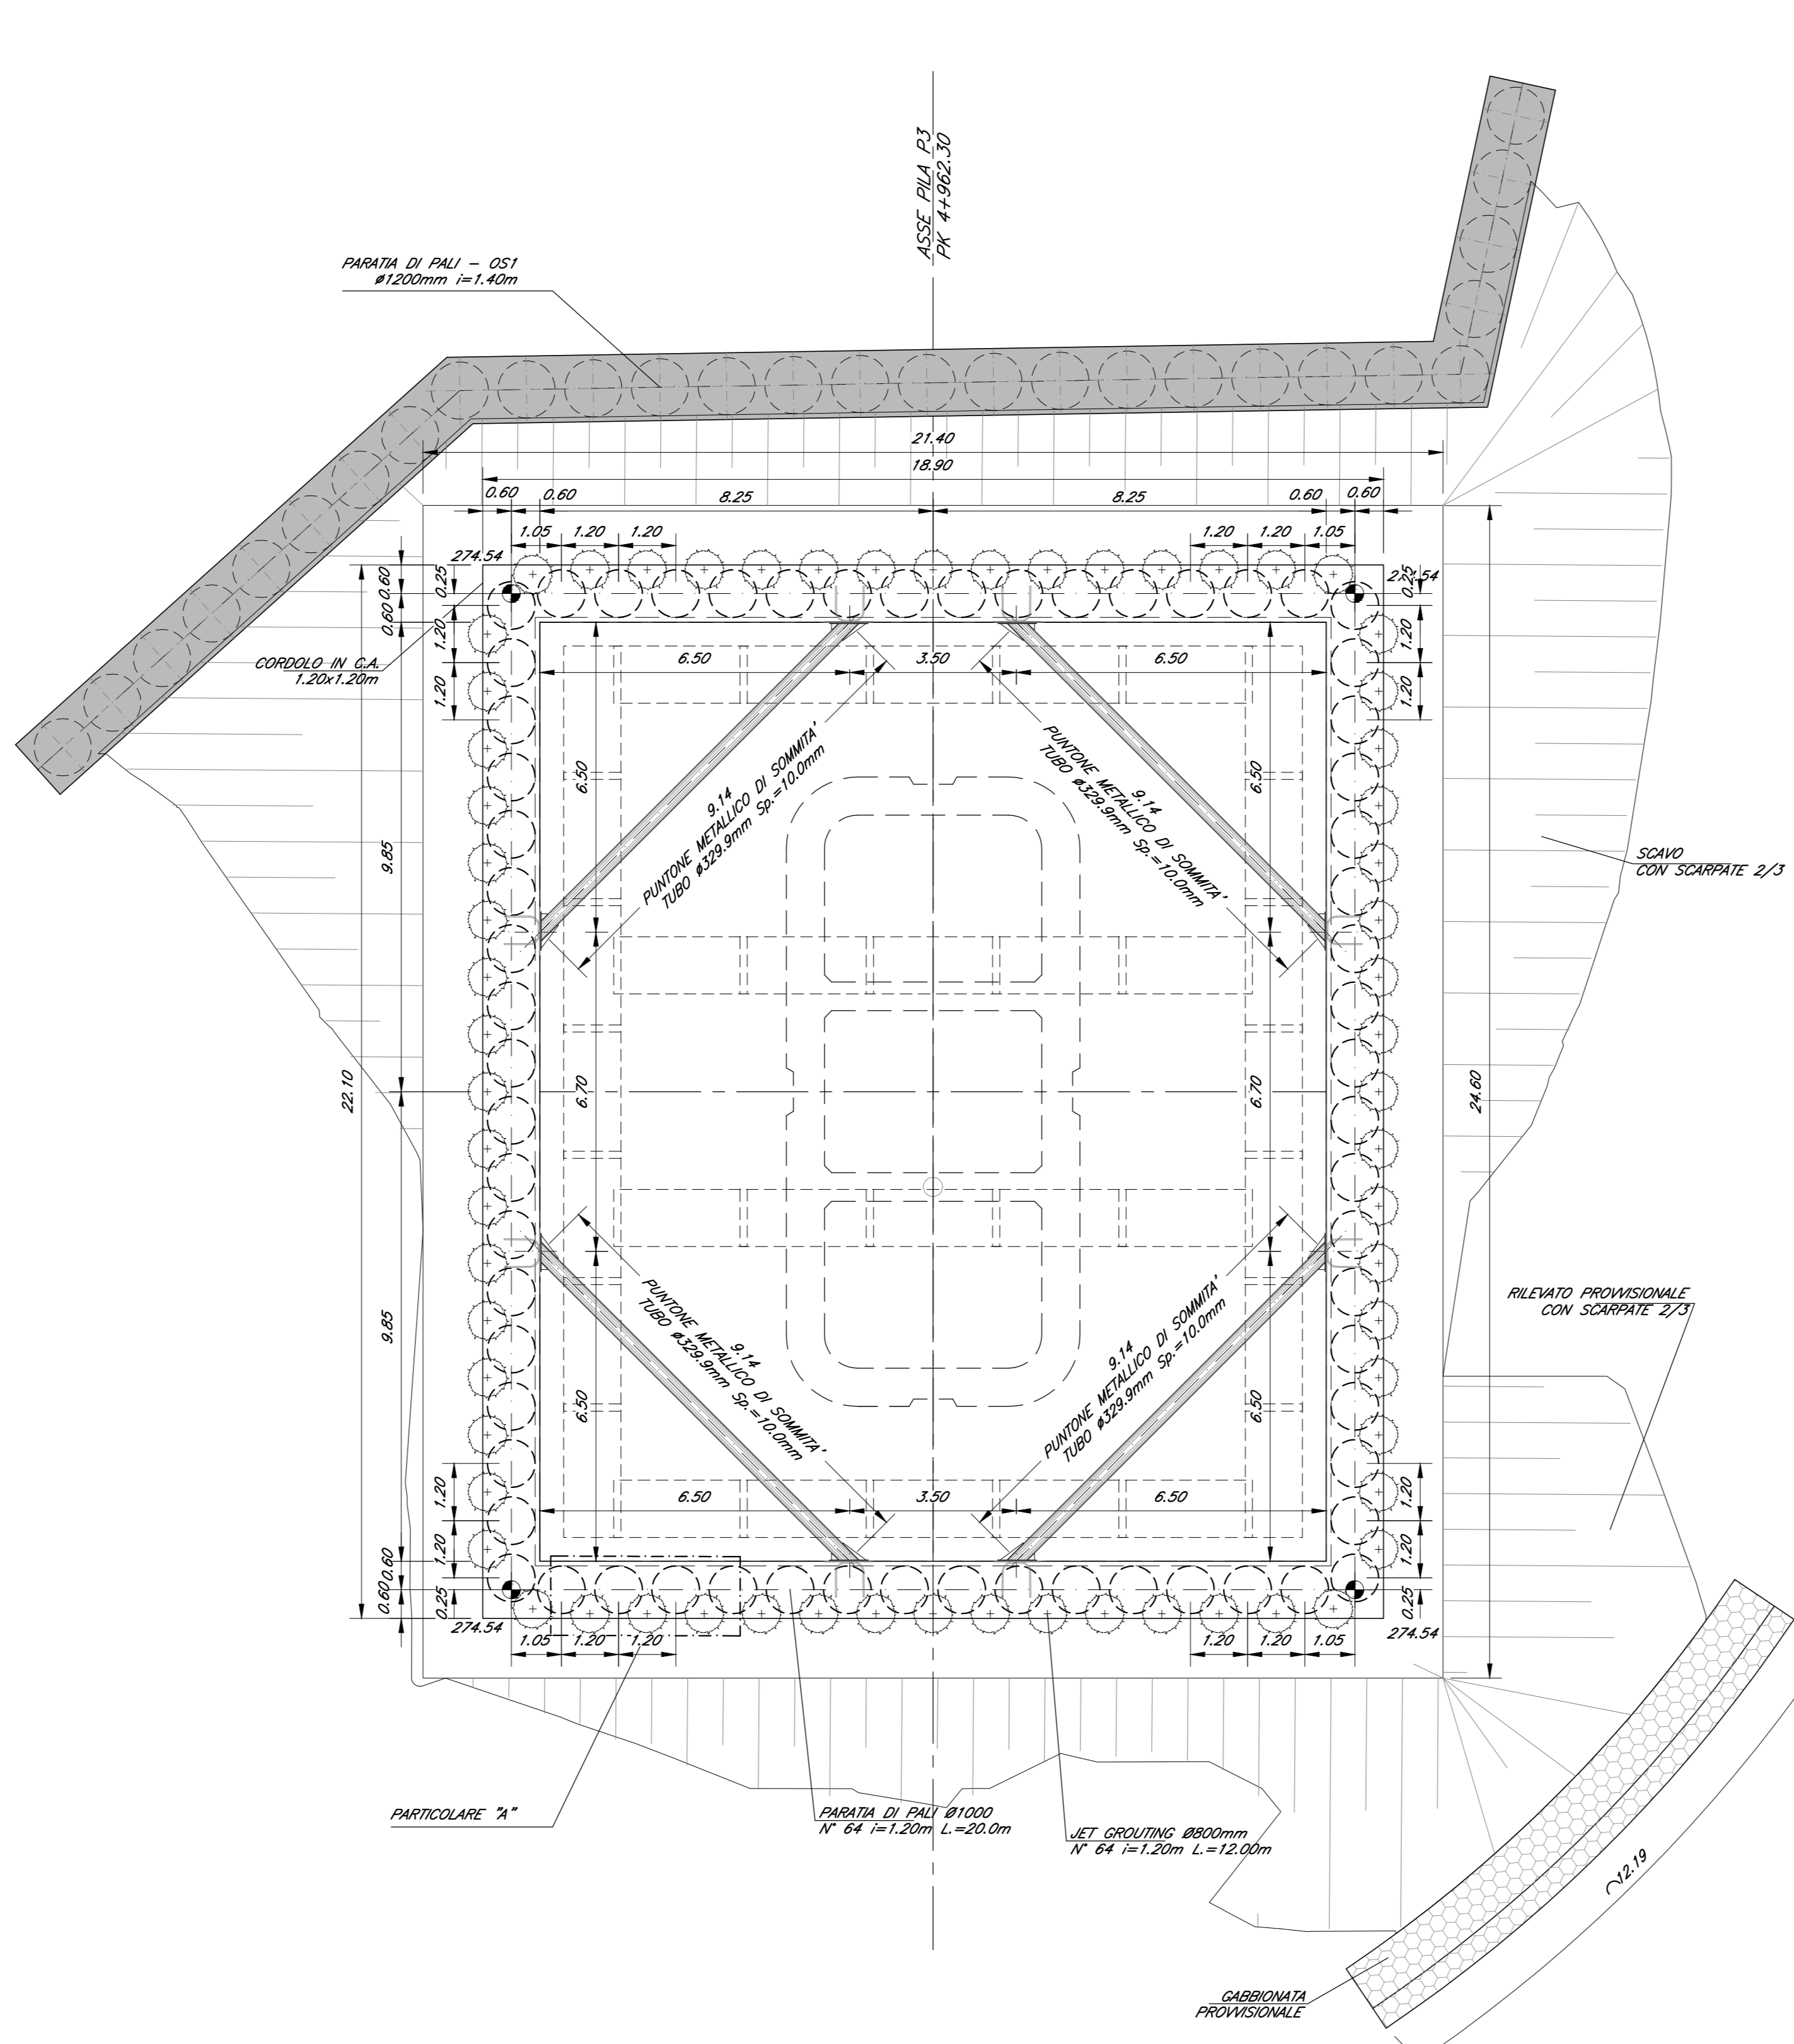 ASSE PILA P3
PK 4+962.30
PARATIA DI PALI - OS1
ø1200mm i=1.40m
21.40
18.90
0.60
0.60
8.25
8.25
0.60
0.60
1.05
1.20
1.20
1.20
1.20
1.05
274.54
274.54
0.60
0.25
0.25
0.60
1.20
1.20
1.20
1.20
CORDOLO IN C.A.
1.20x1.20m
6.50
3.50
6.50
6.50
6.50
9.14
PUNTONE METALLICO DI SOMMITA'
TUBO ø329.9mm Sp.=10.0mm
9.14
PUNTONE METALLICO DI SOMMITA'
TUBO ø329.9mm Sp.=10.0mm
9.85
SCAVO
CON SCARPATE 2/3
22.10
6.70
6.70
24.60
RILEVATO PROVVISIONALE
CON SCARPATE 2/3
9.85
9.14
PUNTONE METALLICO DI SOMMITA'
TUBO ø329.9mm Sp.=10.0mm
9.14
PUNTONE METALLICO DI SOMMITA'
TUBO ø329.9mm Sp.=10.0mm
6.50
6.50
6.50
3.50
6.50
1.20
1.20
1.20
1.20
0.60
0.60
0.25
0.25
274.54
274.54
1.05
1.20
1.20
1.20
1.20
1.05
PARTICOLARE "A"
PARATIA DI PALI Ø1000
N° 64 i=1.20m L.=20.0m
JET GROUTING Ø800mm
N° 64 i=1.20m L.=12.00m
12.19
GABBIONATA
PROVVISIONALE